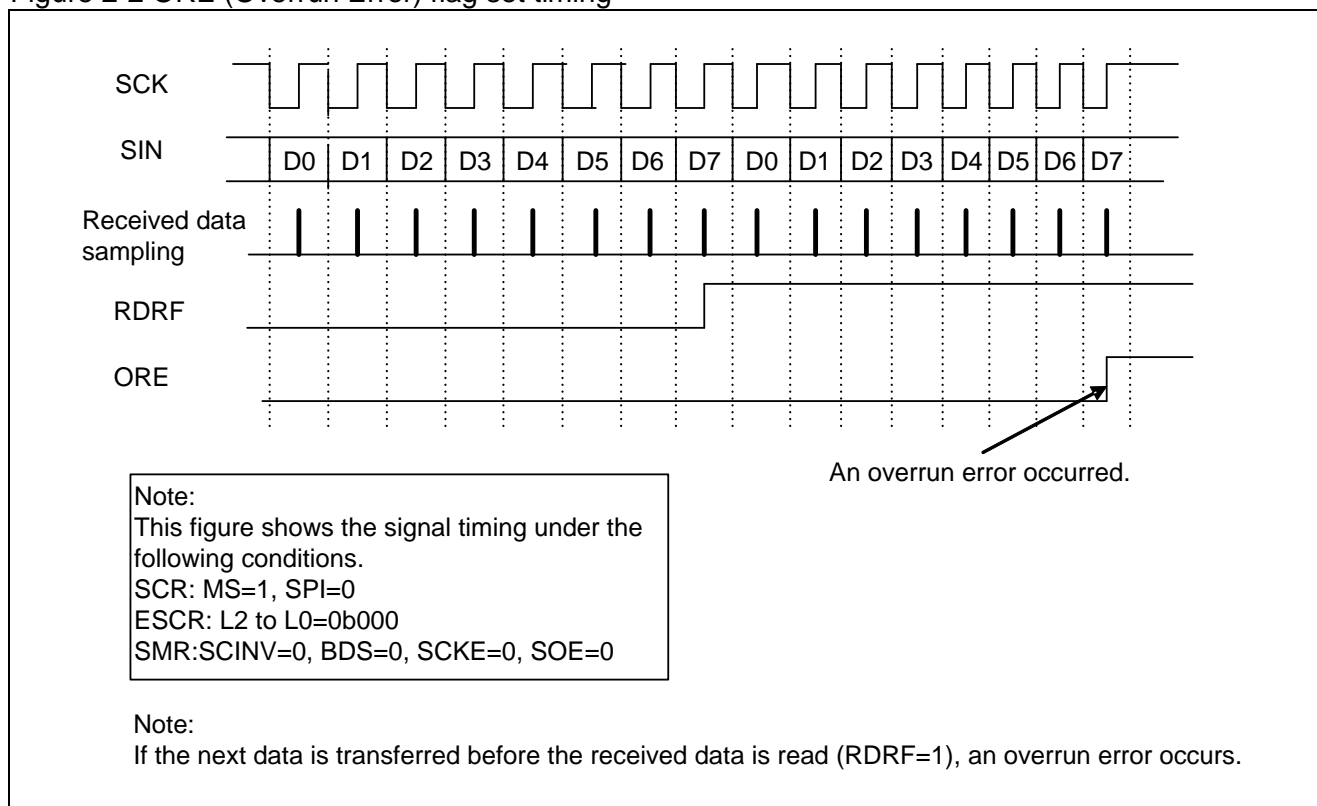 Figure 2-2 ORE (Overrun Error) flag set timing
SCK
SIN
D0 D1 D2 D3 D4 D5 D6 D7 D0 D1 D2 D3 D4 D5 D6 D7
Received data
sampling
RDRF
ORE
An overrun error occurred.
Note:
This figure shows the signal timing under the
following conditions.
SCR: MS=1, SPI=0
ESCR: L2 to L0=0b000
SMR:SCINV=0, BDS=0, SCKE=0, SOE=0
Note:
If the next data is transferred before the received data is read (RDRF=1), an overrun error occurs.